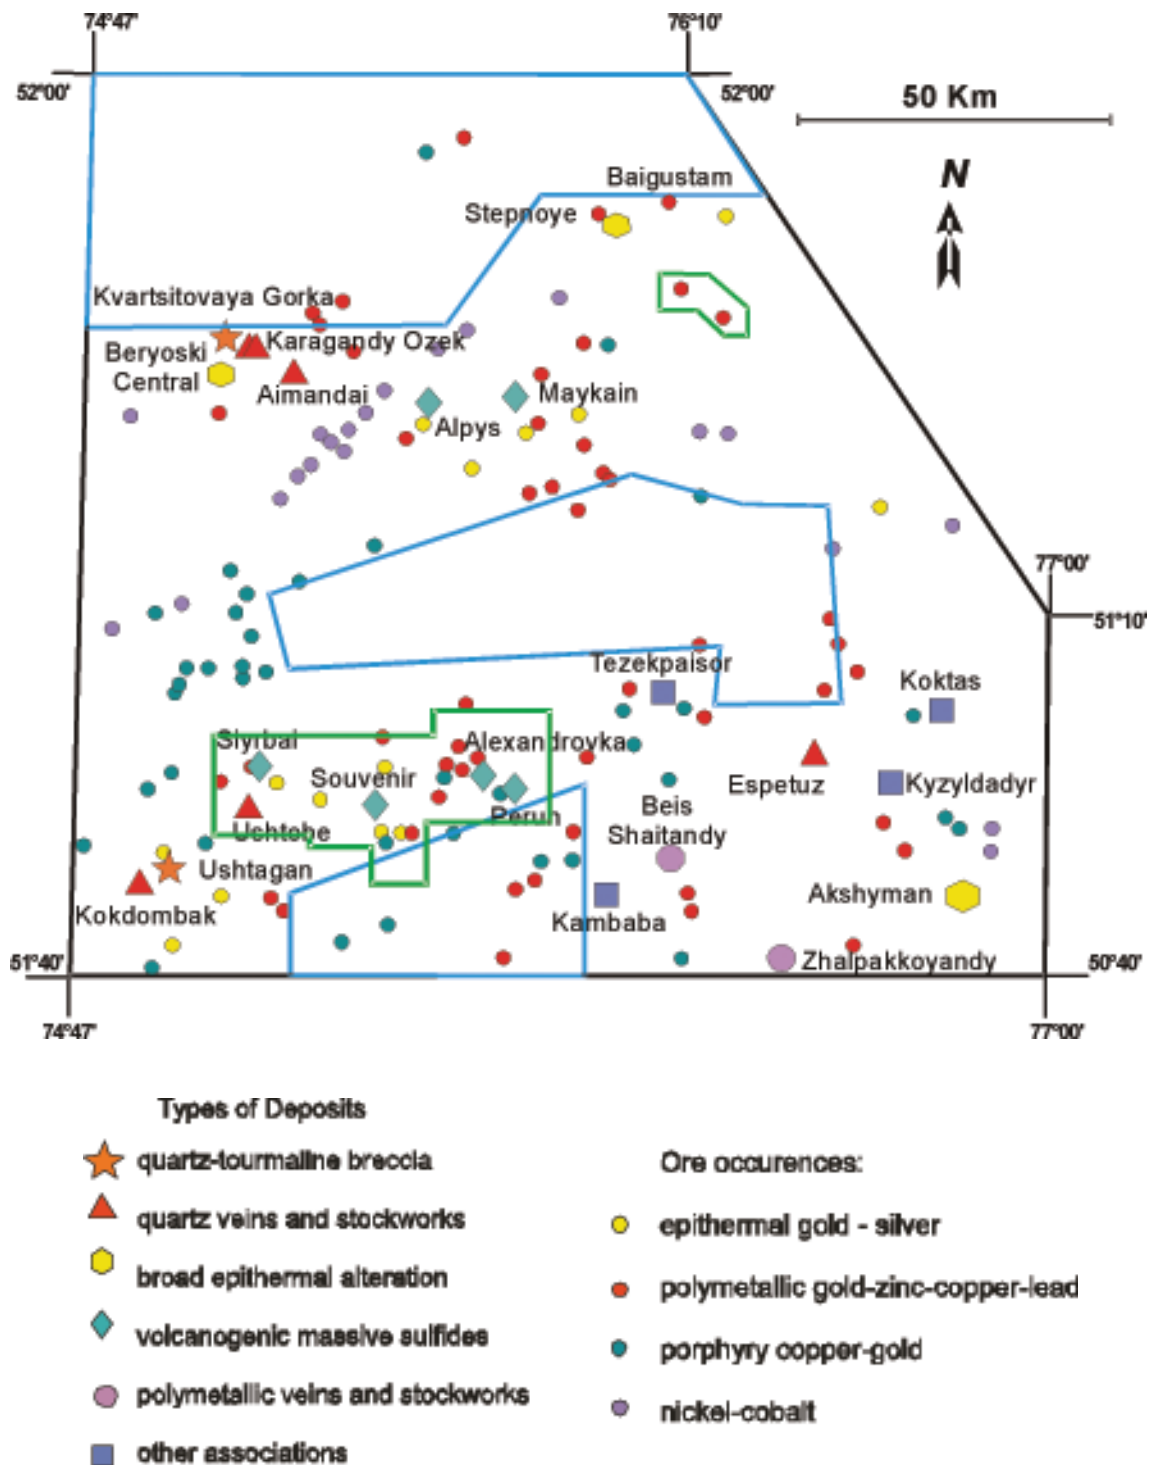 74°47'
76°10'
52°00'
52°00'
50 Km
N
Baigustam
Stepnoye
Kvartsitovaya Gorka
Karagandy Ozek
Beryoski
Central
Aimandai
Maykain
Alpys
77°00'
51°10'
Tezekpaisor
Koktas
Slyrbai
Alexandrovka
Souvenir
Espetuz
Kyzyldadyr
Perun
Beis
Shaitandy
Uchtobe
Ushtagan
Akshyman
Kokdombak
Kambaba
51°40'
Zhalpakkoyandy
50°40'
74°47'
77°00'
Types of Deposits
quartz-tourmaline breccia
Ore occurences:
quartz veins and stockworks
epithermal gold - silver
broad epithermal alteration
polymetallic gold-zinc-copper-lead
volcanogenic massive sulfides
porphyry copper-gold
polymetallic veins and stockworks
nickel-cobalt
other associations